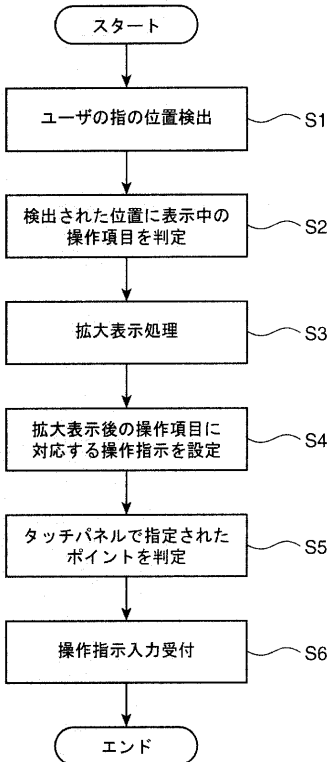 スタート
ユーザの指の位置検出
S1
検出された位置に表示中の
操作項目を判定
S2
拡大表示処理
S3
拡大表示後の操作項目に
対応する操作指示を設定
S4
タッチパネルで指定された
ポイントを判定
S5
操作指示入力受付
S6
エンド